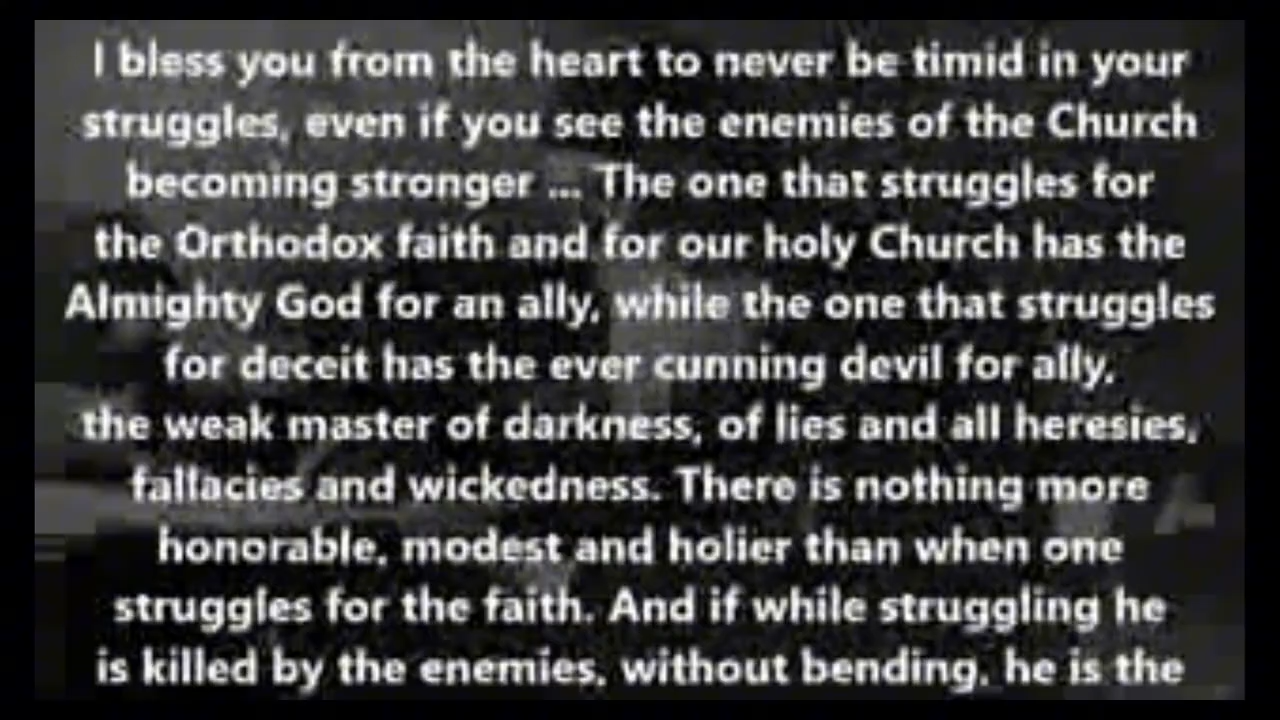 I bless you from the heart to never be timid in your
struggles, even if you see the enemies of the Church
becoming stronger ... The one that struggles for
the Orthodox faith and for our holy Church has the
Almighty God for an ally, while the one that struggles
for deceit has the ever cunning devil for ally,
the weak master of darkness, of lies and all heresies,
fallacies and wickedness. There is nothing more
honorable, modest and holier than when one
struggles for the faith. And if while struggling he
is killed by the enemies, without bending, he is the